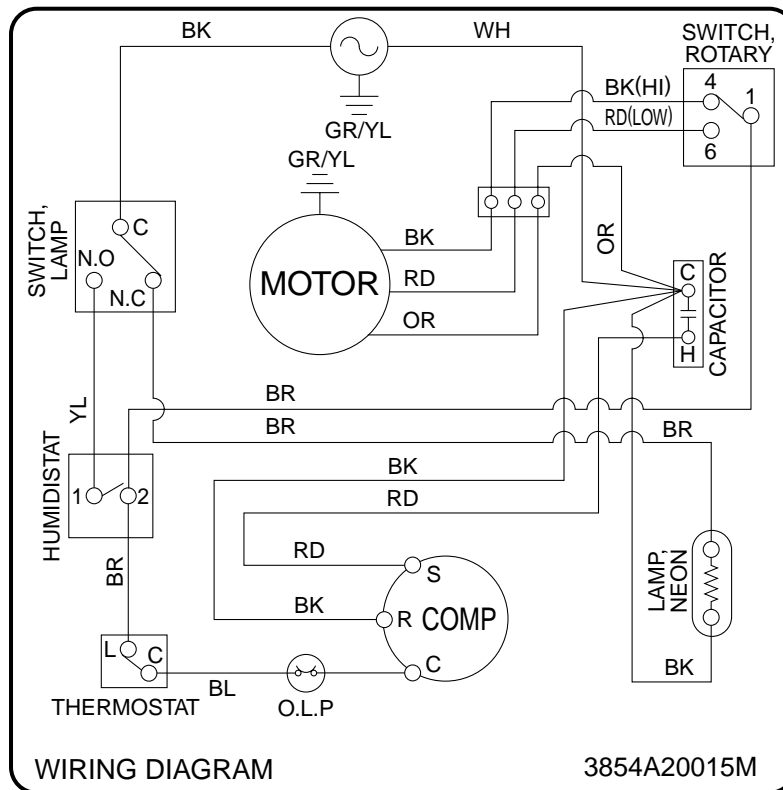 BK
WH
SWITCH,
ROTARY
BK(HI)
4
1
RD(LOW)
6
GR/YL
GR/YL
SWITCH,
LAMP
C
N.O
N.C
MOTOR
BK
RD
OR
OR
C
H
CAPACITOR
YL
BR
BR
BR
HUMIDISTAT
1
2
BK
RD
BR
RD
S
BK
R
COMP
C
LAMP,
NEON
BK
L
C
THERMOSTAT
BL
O.L.P
WIRING DIAGRAM
3854A20015M